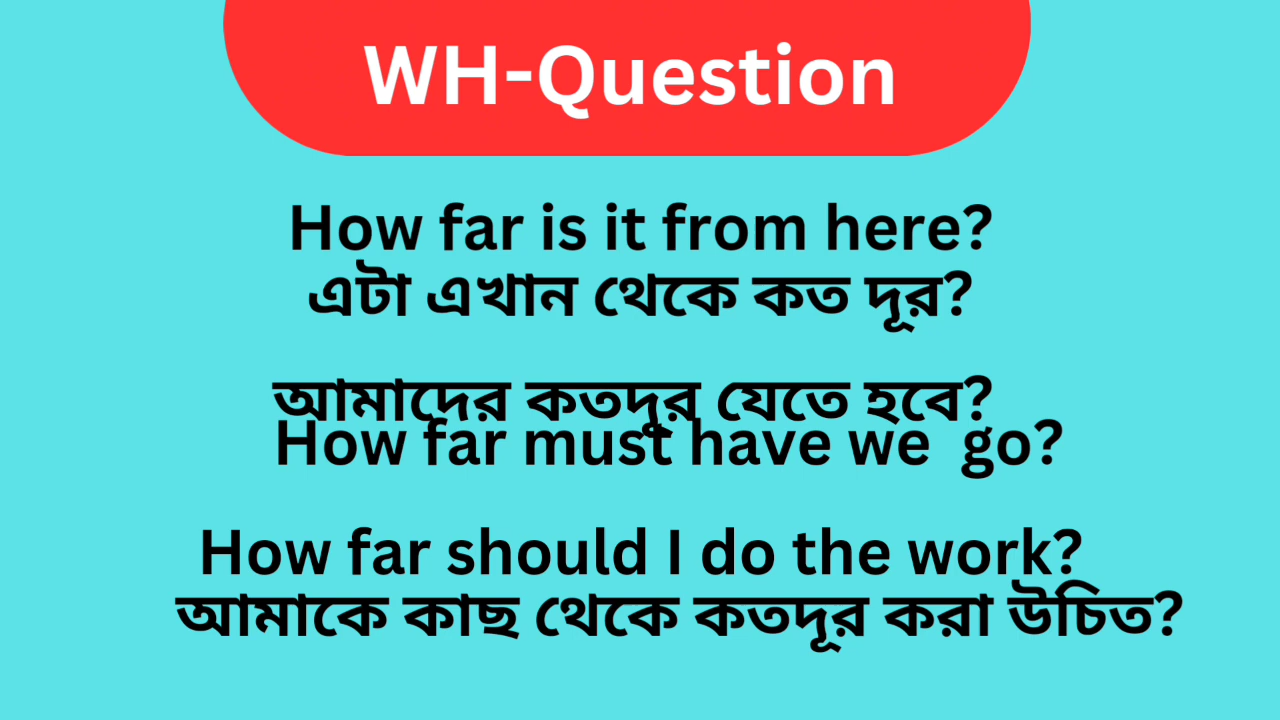 WH-Question
How far is it from here?
এটা এখান থেকে কত দূর?
আমাদের কতদূর যেতে হবে?
How far must have we go?
How far should I do the work?
আমাকে কাছ থেকে কতদূর করা উচিত?